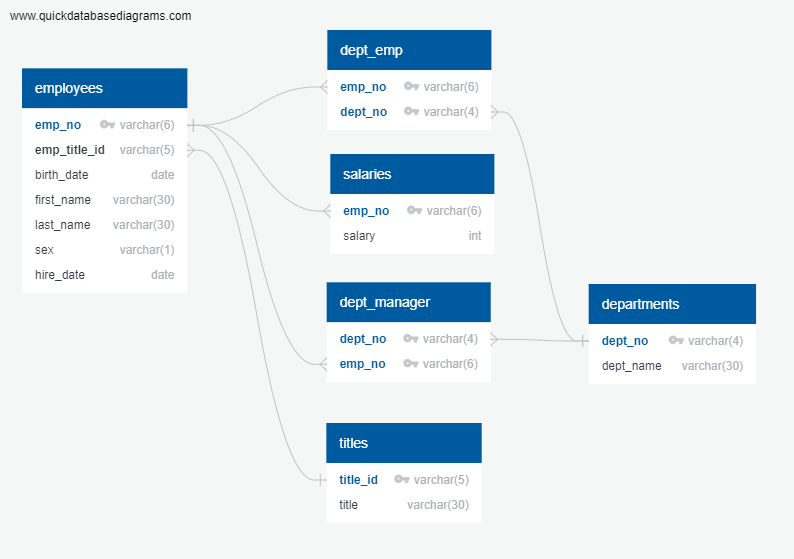 www.quickdatabasediagrams.com
employees
emp_no varchar(6)
emp_title_id varchar(5)
birth_date date
first_name varchar(30)
last_name varchar(30)
sex varchar(1)
hire_date date
dept_emp
emp_no varchar(6)
dept_no varchar(4)
salaries
emp_no varchar(6)
salary int
dept_manager
dept_no varchar(4)
emp_no varchar(6)
titles
title_id varchar(5)
title varchar(30)
departments
dept_no varchar(4)
dept_name varchar(30)